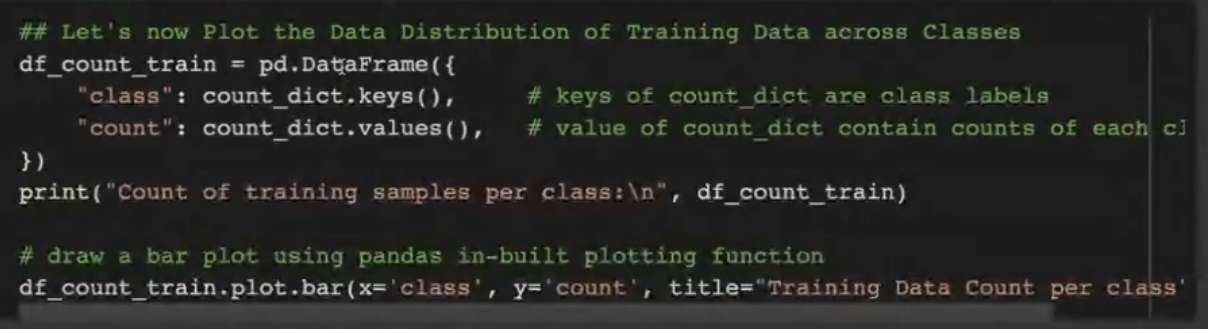 ## Let's now Plot the Data Distribution of Training Data across Classes
df_count_train = pd.DataFrame({
    "class": count_dict.keys(),      # keys of count_dict are class labels
    "count": count_dict.values(),   # value of count_dict contain counts of each
})
print("Count of training samples per class:\n", df_count_train)
# draw a bar plot using pandas in-built plotting function
df_count_train.plot.bar(x='class', y='count', title="Training Data Count per class"